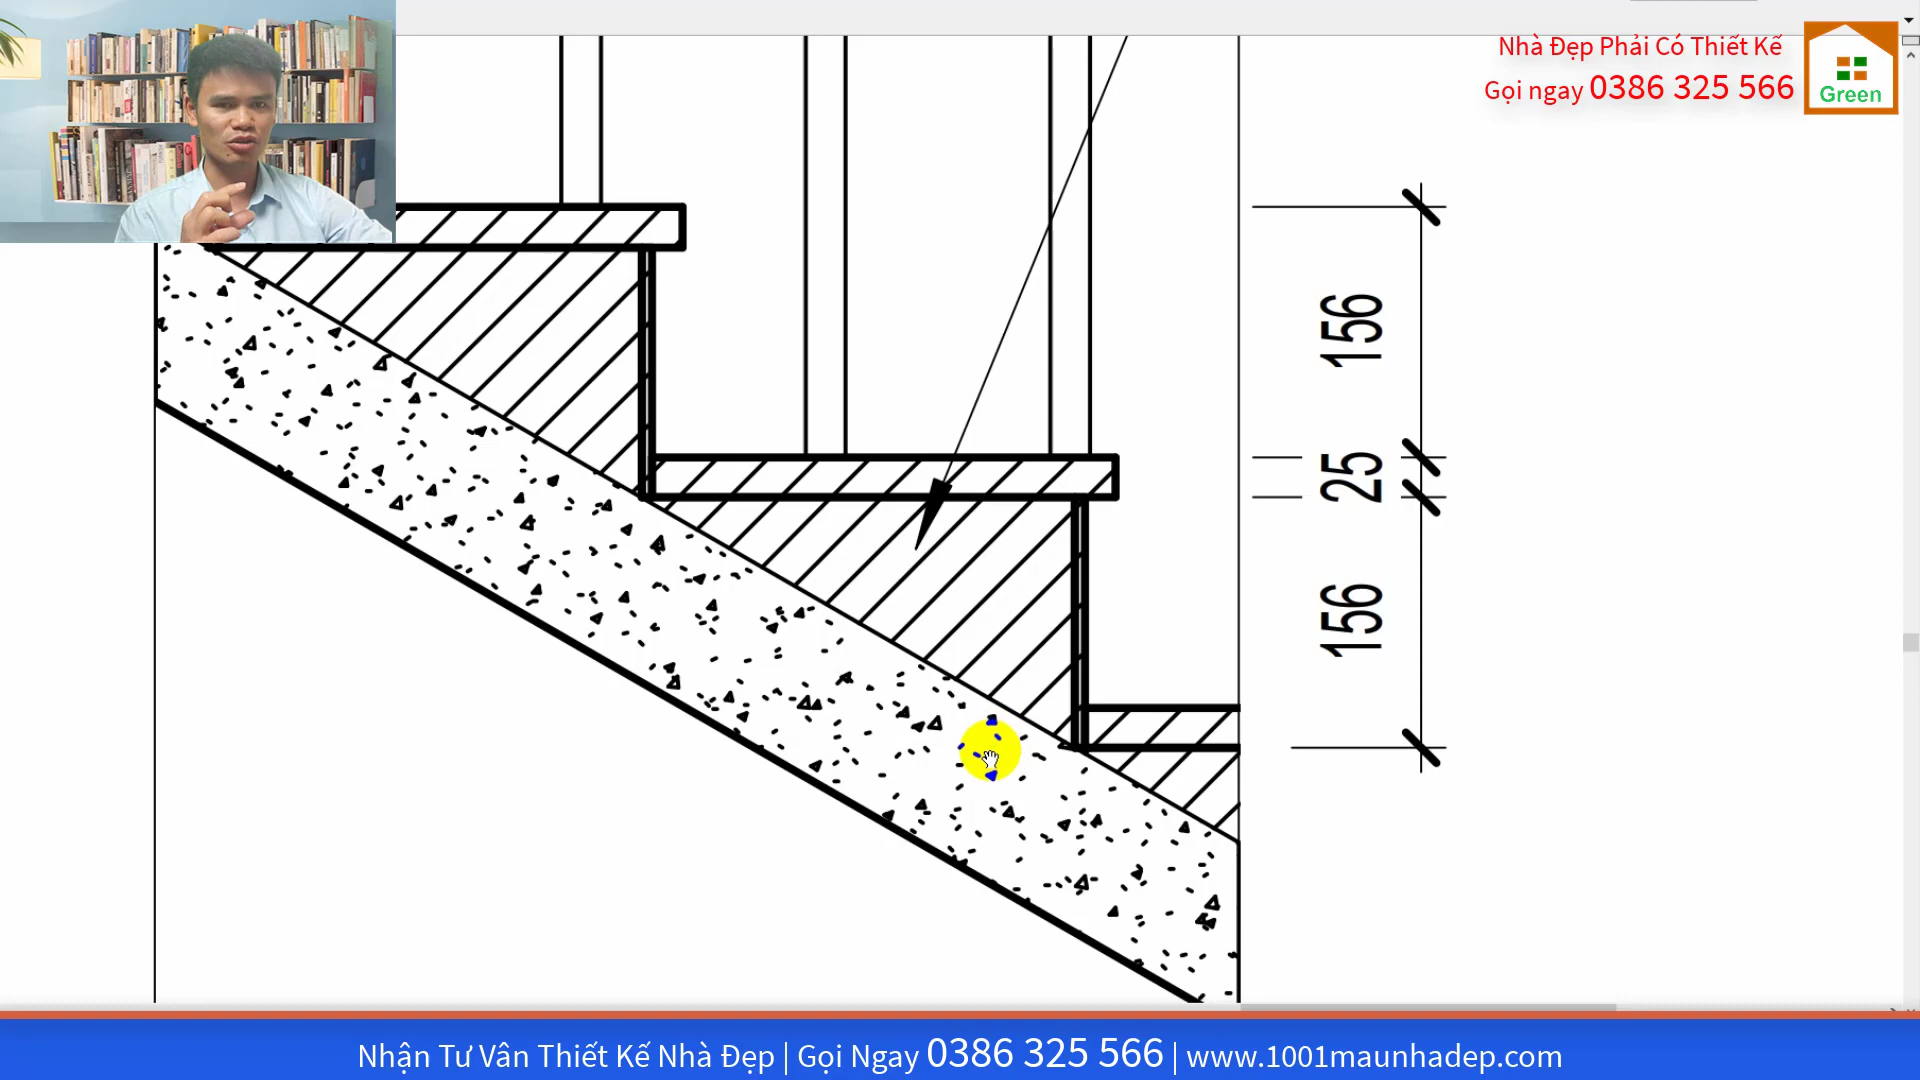 Nhà Đẹp Phải Có Thiết Kế
Gọi ngay 0386 325 566
Green
156
25
156
Nhận Tư Vân Thiết Kế Nhà Đẹp | Gọi Ngay 0386 325 566 | www.1001maunhadep.com